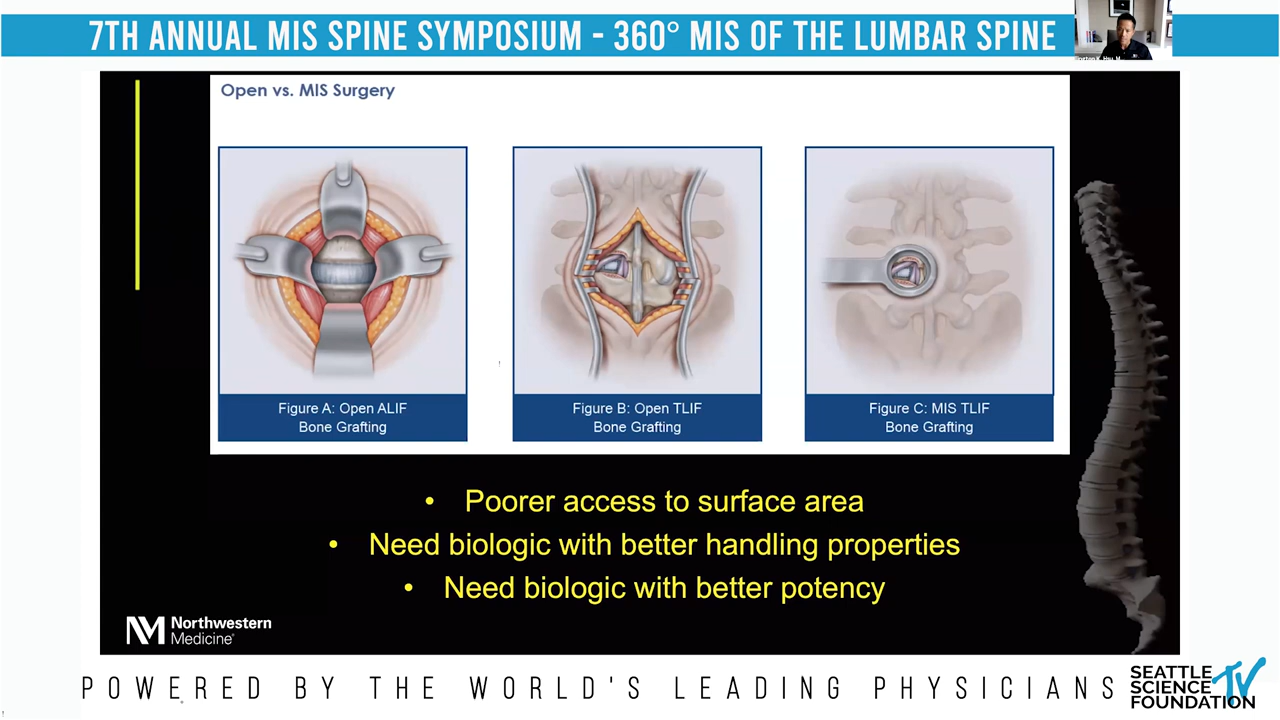 7TH ANNUAL MIS SPINE SYMPOSIUM - 360° MIS OF THE LUMBAR SPINE
Open vs. MIS Surgery
Figure A: Open ALIF
Bone Grafting
Figure B: Open TLIF
Bone Grafting
Figure C: MIS TLIF
Bone Grafting
• Poorer access to surface area
• Need biologic with better handling properties
• Need biologic with better potency
Northwestern
Medicine®
POWERED BY THE WORLD'S LEADING PHYSICIANS
SEATTLE
SCIENCE
FOUNDATION
TV